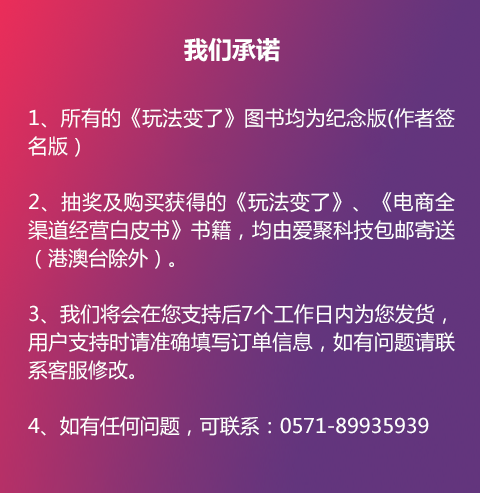 我们承诺
1、所有的《玩法变了》图书均为纪念版(作者签
名版）
2、抽奖及购买获得的《玩法变了》、《电商全
渠道经营白皮书》书籍，均由爱聚科技包邮寄送
（港澳台除外）。
3、我们将会在您支持后7个工作日内为您发货，
用户支持时请准确填写订单信息，如有问题请联
系客服修改。
4、如有任何问题，可联系：0571-89935939